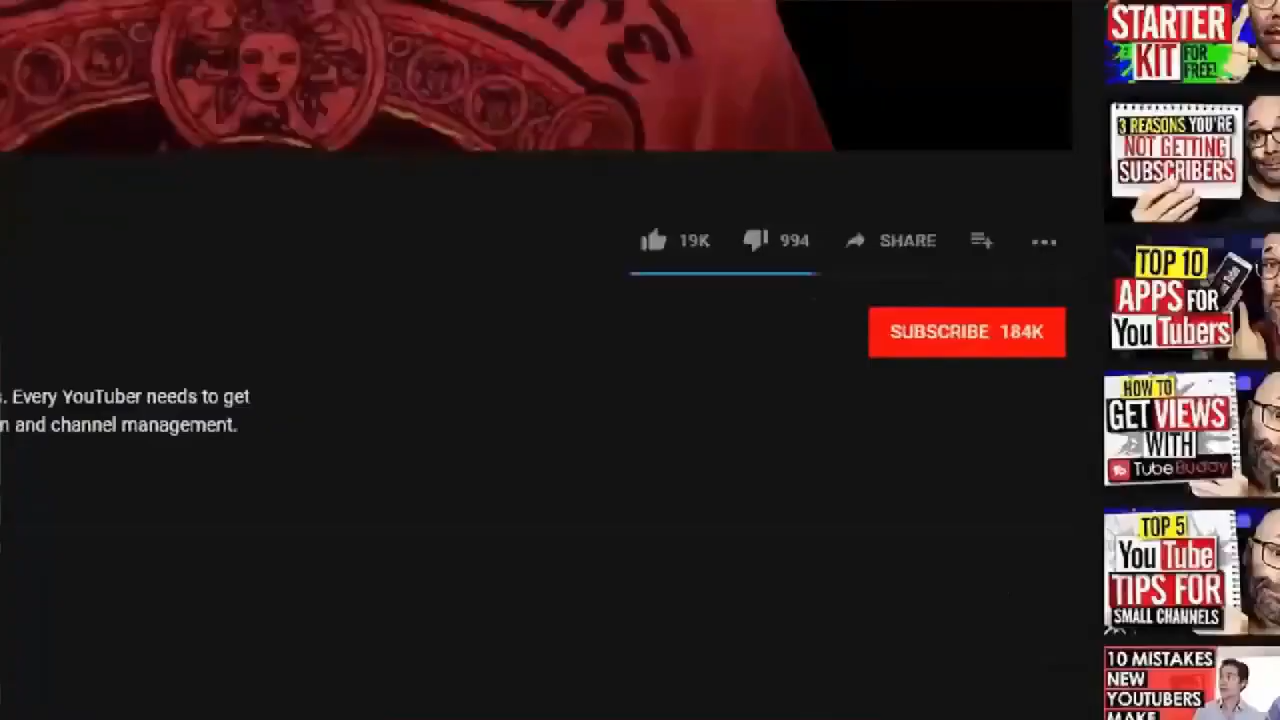 STARTER
KIT FOR FREE!
3 REASONS YOU'RE
NOT GETTING
SUBSCRIBERS
19K 994 SHARE
TOP 10
APPS FOR
YouTubers
SUBSCRIBE 184K
. Every YouTuber needs to get
n and channel management.
HOW TO
GET VIEWS
WITH
TubeBuddy
TOP 5
YouTube
TIPS FOR
SMALL CHANNELS
10 MISTAKES
NEW
YOUTUBERS
MAKE